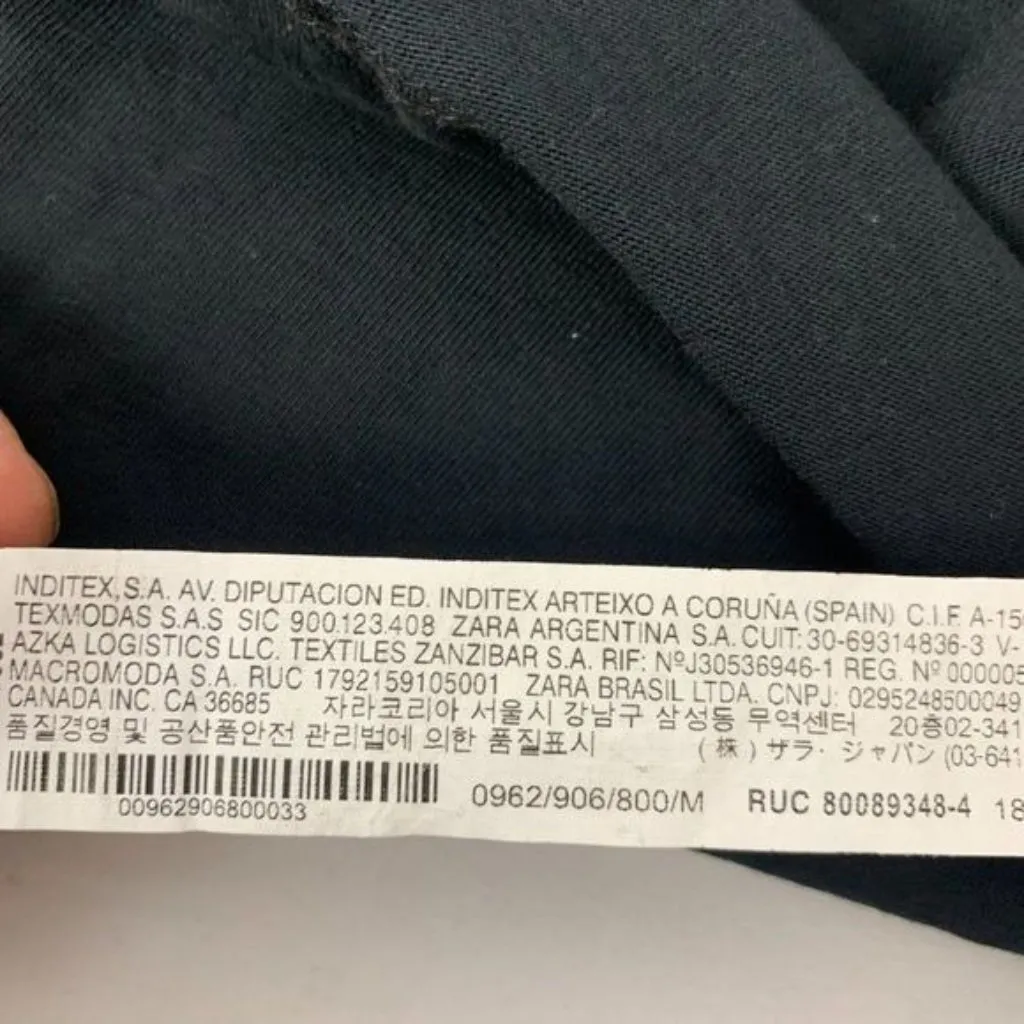 INDITEX,S.A. AV. DIPUTACION ED. INDITEX ARTEIXO A CORUÑA (SPAIN) C.I.F. A-15
TEXMODAS S.A.S SIC 900.123.408 ZARA ARGENTINA S.A. CUIT: 30-69314836-3 V-
AZKA LOGISTICS LLC. TEXTILES ZANZIBAR S.A. RIF: NºJ30536946-1 REG. Nº 000005
MACROMODA S.A. RUC 1792159105001 ZARA BRASIL LTDA. CNPJ: 0295248500049
CANADA INC. CA 36685 자라코리아 서울시 강남구 삼성동 무역센터 20층02-341
품질경영 및 공산품안전 관리법에 의한 품질표시 (株) ザラ・ジャパン (03-641
00962906800033 0962/906/800/M RUC 80089348-4 18